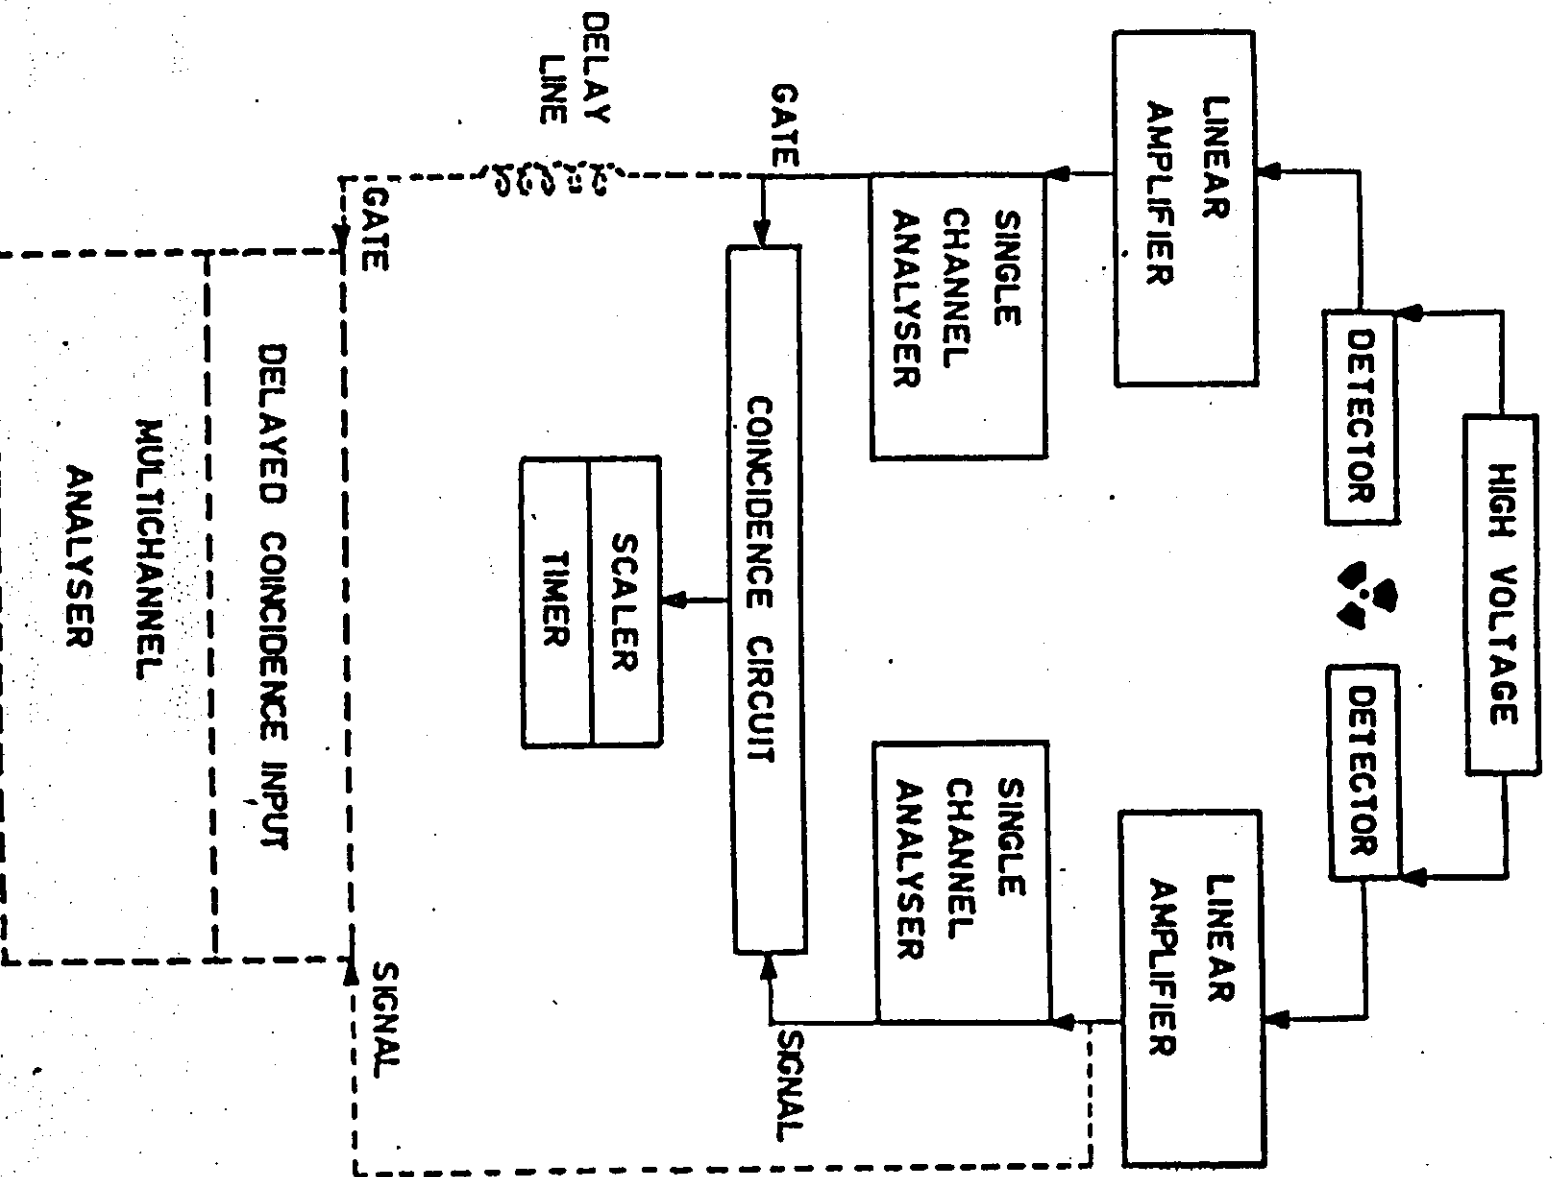 HIGH VOLTAGE
DETECTOR
DETECTOR
LINEAR
AMPLIFIER
LINEAR
AMPLIFIER
SINGLE
CHANNEL
ANALYSER
SINGLE
CHANNEL
ANALYSER
GATE
SIGNAL
COINCIDENCE CIRCUIT
SCALER
TIMER
DELAY
LINE
GATE
SIGNAL
DELAYED COINCIDENCE INPUT
MULTICHANNEL
ANALYSER